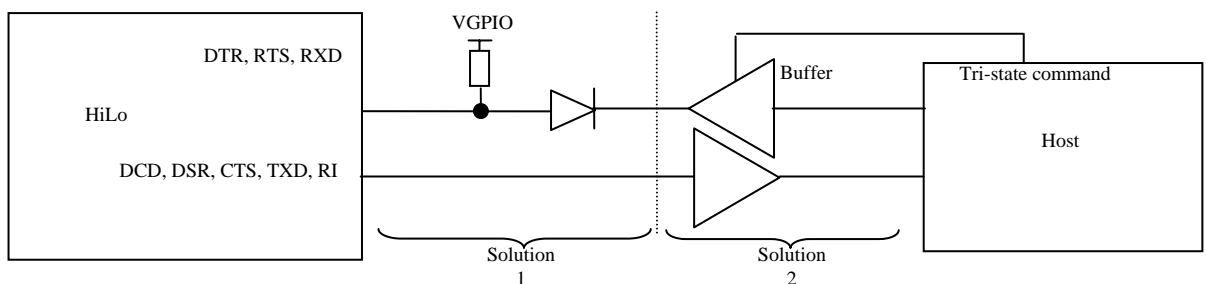 VGPIO
DTR, RTS, RXD
Buffer
Tri-state command
HiLo
Host
DCD, DSR, CTS, TXD, RI
Solution
1
Solution
2